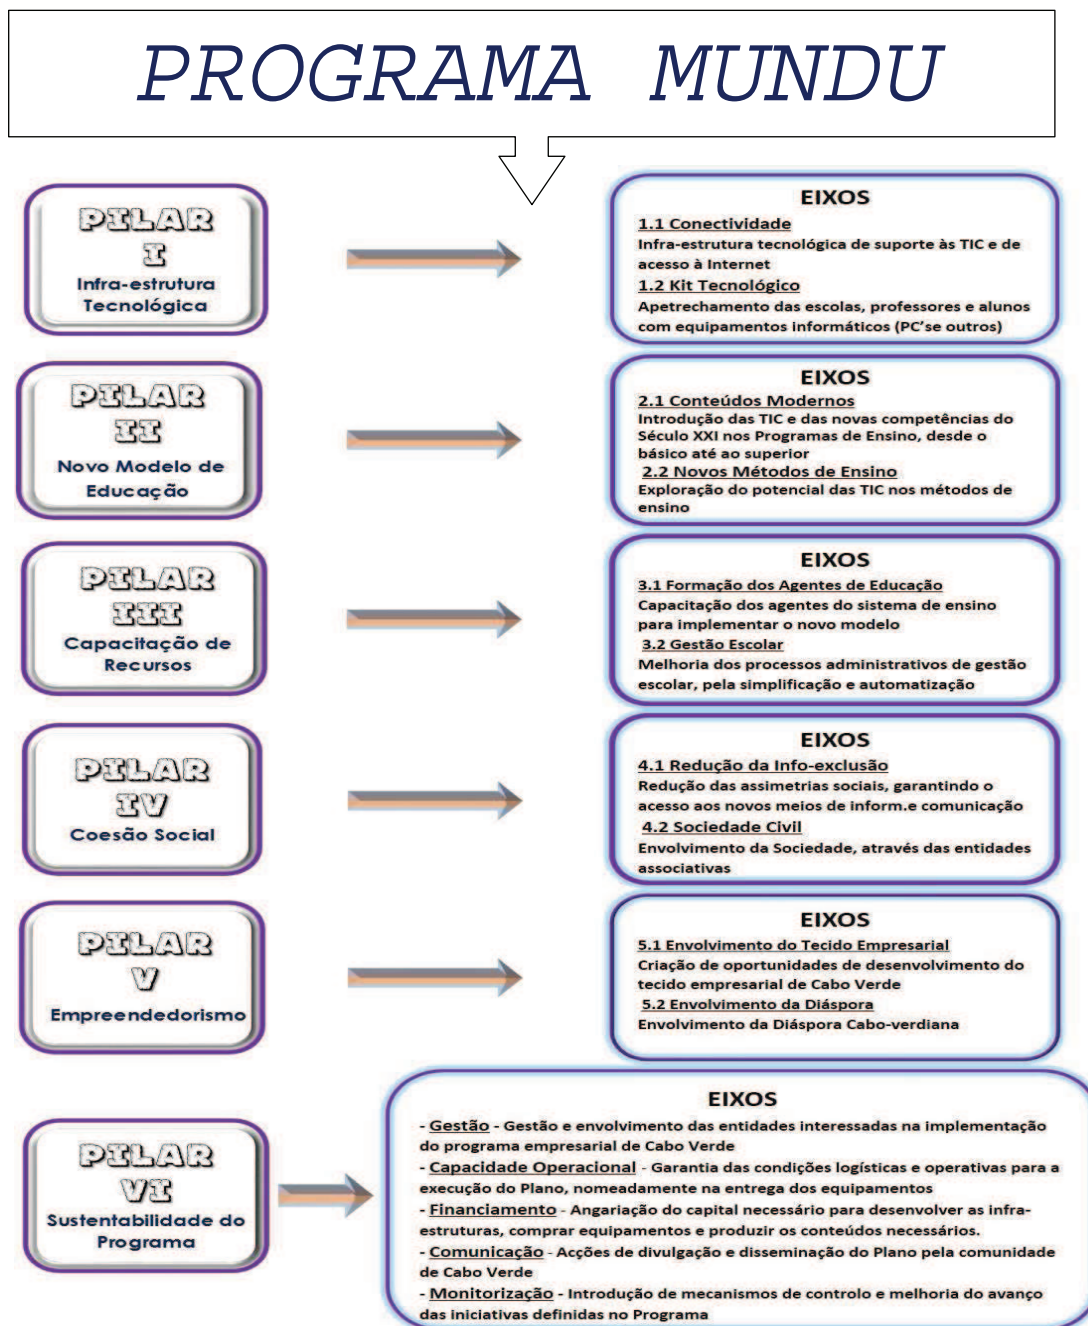 PROGRAMA MUNDU
PILAR
I
Infra-estrutura
Tecnológica
EIXOS
1.1 Conectividade
Infra-estrutura tecnológica de suporte às TIC e de
acesso à Internet
1.2 Kit Tecnológico
Apetrechamento das escolas, professores e alunos
com equipamentos informáticos (PC'se outros)
PILAR
II
Novo Modelo de
Educação
EIXOS
2.1 Conteúdos Modernos
Introdução das TIC e das novas competências do
Século XXI nos Programas de Ensino, desde o
básico até ao superior
2.2 Novos Métodos de Ensino
Exploração do potencial das TIC nos métodos de
ensino
PILAR
III
Capacitação de
Recursos
EIXOS
3.1 Formação dos Agentes de Educação
Capacitação dos agentes do sistema de ensino
para implementar o novo modelo
3.2 Gestão Escolar
Melhoria dos processos administrativos de gestão
escolar, pela simplificação e automatização
PILAR
IV
Coesão Social
EIXOS
4.1 Redução da Info-exclusão
Redução das assimetrias sociais, garantindo o
acesso aos novos meios de inform.e comunicação
4.2 Sociedade Civil
Envolvimento da Sociedade, através das entidades
associativas
PILAR
V
Empreendedorismo
EIXOS
5.1 Envolvimento do Tecido Empresarial
Criação de oportunidades de desenvolvimento do
tecido empresarial de Cabo Verde
5.2 Envolvimento da Diáspora
Envolvimento da Diáspora Cabo-verdiana
PILAR
VI
Sustentabilidade do
Programa
EIXOS
- Gestão - Gestão e envolvimento das entidades interessadas na implementação
do programa empresarial de Cabo Verde
- Capacidade Operacional - Garantia das condições logísticas e operativas para a
execução do Plano, nomeadamente na entrega dos equipamentos
- Financiamento - Angariação do capital necessário para desenvolver as infra-
estruturas, comprar equipamentos e produzir os conteúdos necessários.
- Comunicação - Acções de divulgação e disseminação do Plano pela comunidade
de Cabo Verde
- Monitorização - Introdução de mecanismos de controlo e melhoria do avanço
das iniciativas definidas no Programa